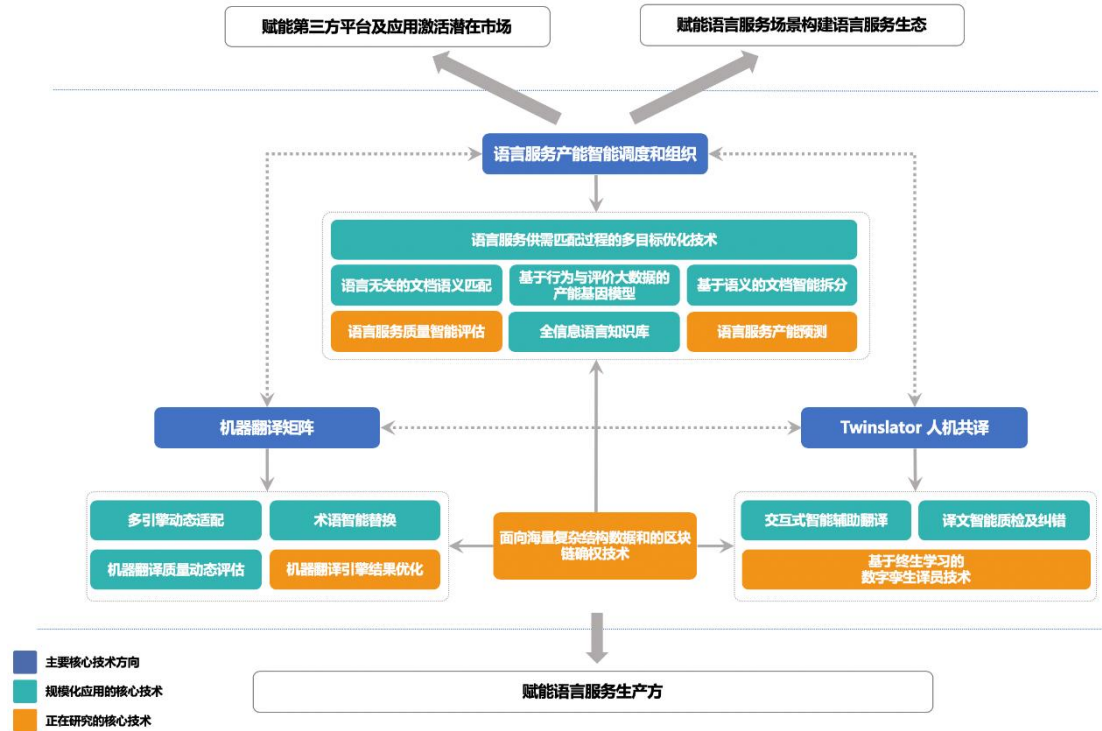 赋能第三方平台及应用激活潜在市场
赋能语言服务场景构建语言服务生态
语言服务产能智能调度和组织
语言服务供需匹配过程的多目标优化技术
语言无关的文档语义匹配
基于行为与评价大数据的
产能基因模型
基于语义的文档智能拆分
语言服务质量智能评估
全信息语言知识库
语言服务产能预测
机器翻译矩阵
Twinslator 人机共译
多引擎动态适配
术语智能替换
机器翻译质量动态评估
机器翻译引擎结果优化
面向海量复杂结构数据和的区块
链确权技术
交互式智能辅助翻译
译文智能质检及纠错
基于终生学习的
数字孪生译员技术
主要核心技术方向
规模化应用的核心技术
正在研究的核心技术
赋能语言服务生产方